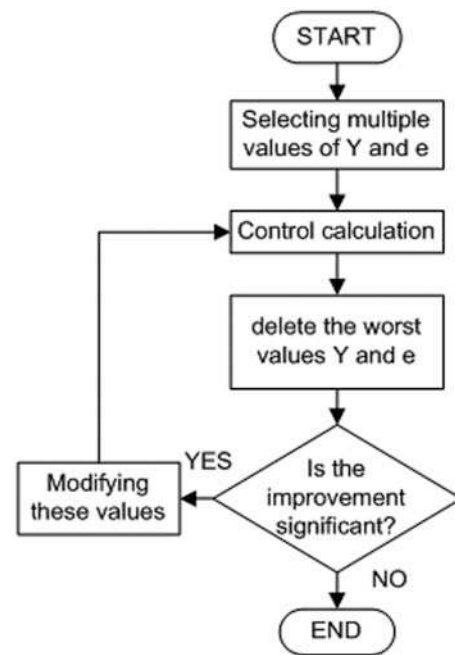 START
Selecting multiple
values of Y and e
Control calculation
delete the worst
values Y and e
YES
Is the
improvement
significant?
Modifying
these values
NO
END